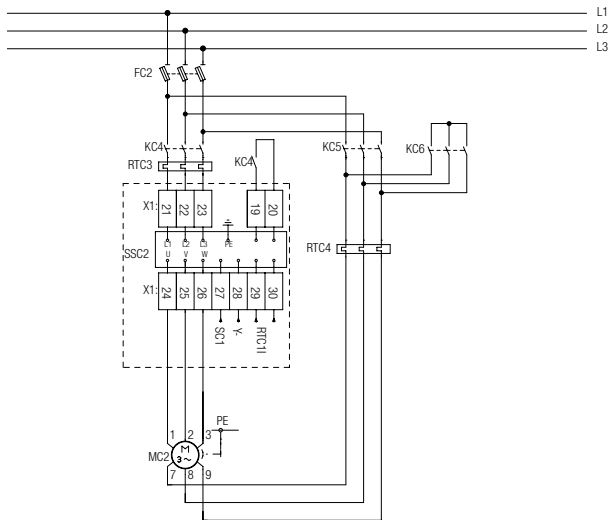 L1
L2
L3
FC2
KC4
KC5
KC6
RTC3
KC4
X1: 21 22 23 19 20
L1 L2 L3 PE
SSC2
U V W
RTC4
X1: 24 25 26 27 28 29 30
SC1 Y- RTC1I
PE
1 2 3
M
MC2 3~
7 8 9